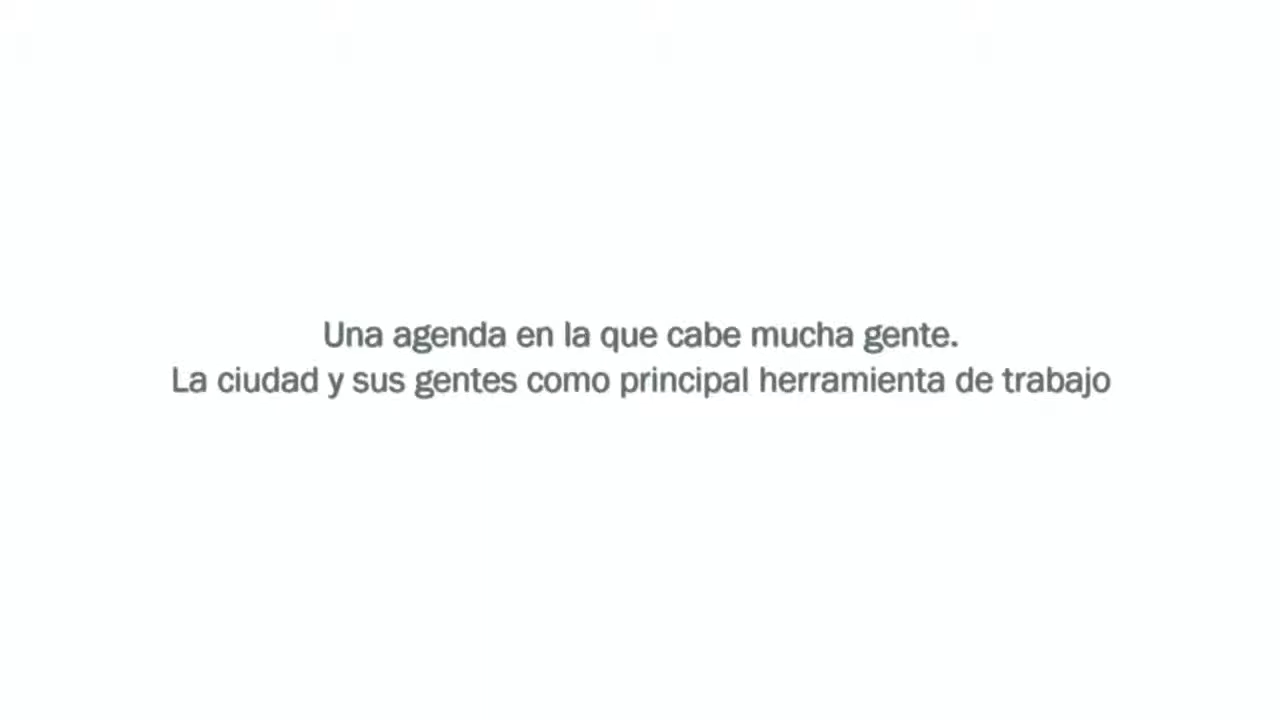 Una agenda en la que cabe mucha gente.
La ciudad y sus gentes como principal herramienta de trabajo